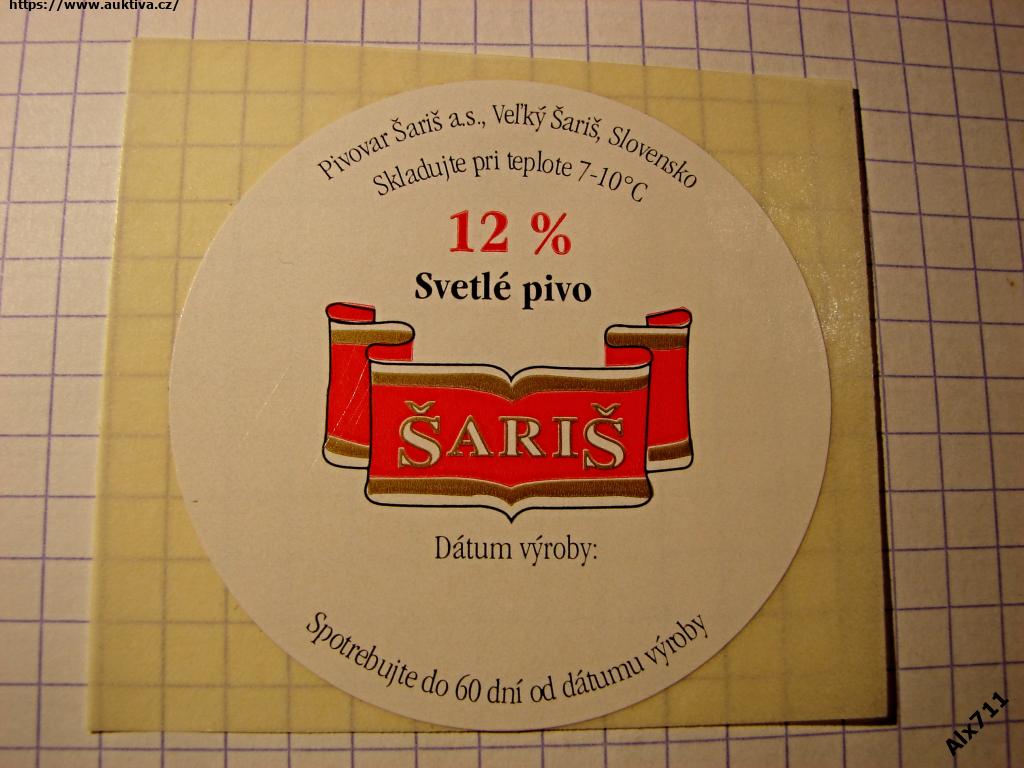 https://www.auktiva.cz/
Pivovar Šariš a.s., Veľký Šariš, Slovensko
Skladujte pri teplote 7-10°C
12 %
Svetlé pivo
ŠARIŠ
Dátum výroby:
Spotrebujte do 60 dní od dátumu výroby
Alx711